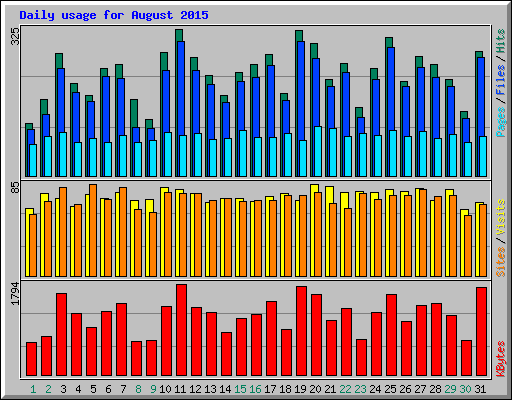 Daily usage for August 2015
325
Pages / Files / Hits
85
Sites / Visits
1794
KBytes
1 2 3 4 5 6 7 8 9 10 11 12 13 14 15 16 17 18 19 20 21 22 23 24 25 26 27 28 29 30 31